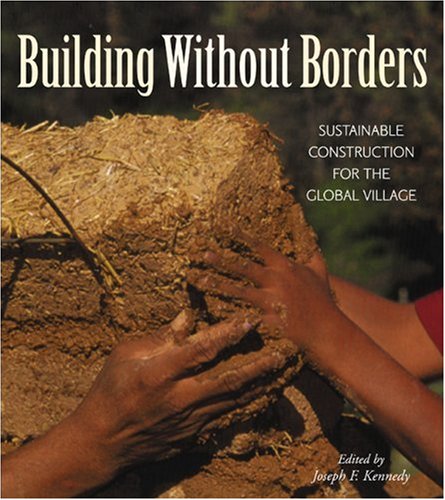 Building Without Borders
SUSTAINABLE
CONSTRUCTION
FOR THE
GLOBAL VILLAGE
Edited by
Joseph F. Kennedy